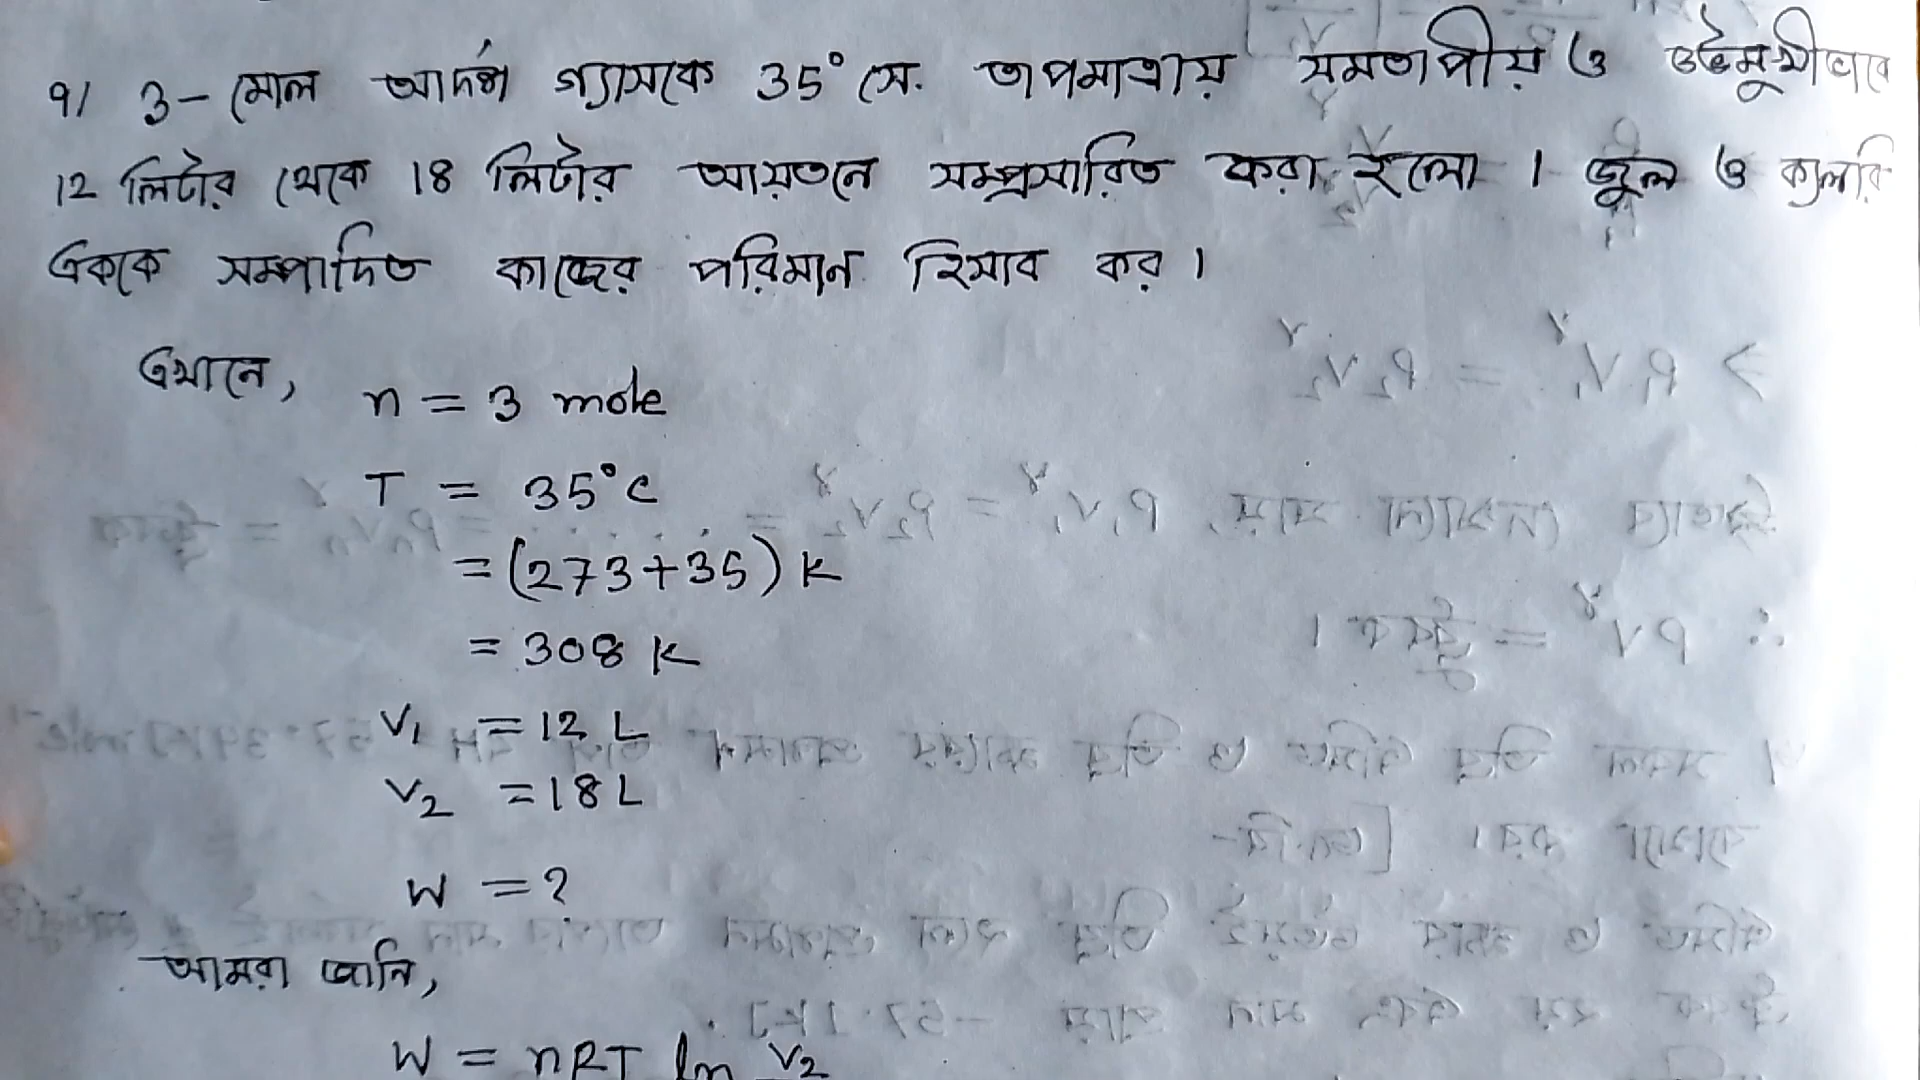 ৭/ 3- মোল আদর্শ গ্যাসকে 35° সে. তাপমাত্রায় সমতাপীয় ও উভমুখীভাবে
12 লিটার থেকে 18 লিটার আয়তনে সম্প্রসারিত করা হলো। জুল ও ক্যালরি
এককে সম্পাদিত কাজের পরিমান হিসাব কর।
এখানে, n = 3 mole
T = 35°C
= (273+35) K
= 308 K
V₁ = 12 L
V₂ = 18 L
W = ?
আমরা জানি,
W = nRT ln V₂